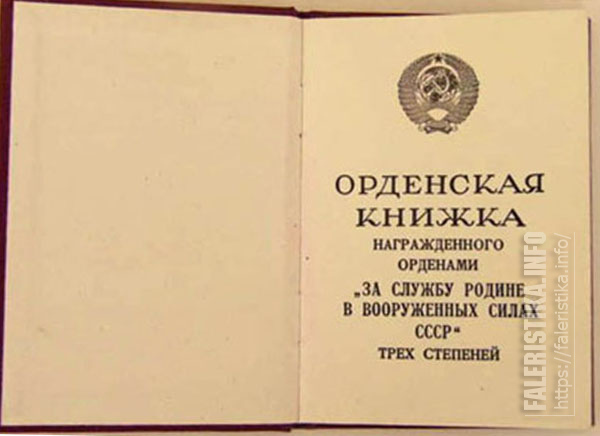 ОРДЕНСКАЯ
КНИЖКА
НАГРАЖДЕННОГО
ОРДЕНАМИ
„ЗА СЛУЖБУ РОДИНЕ
В ВООРУЖЕННЫХ СИЛАХ
СССР“
ТРЕХ СТЕПЕНЕЙ
FALERISTIKA.INFO
https://faleristika.info/